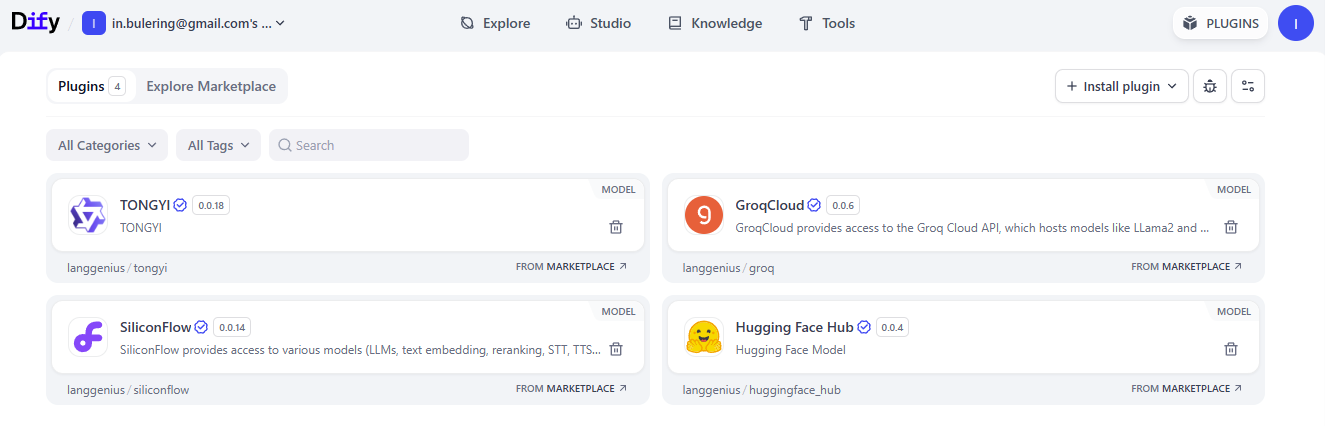 Dify / I in.bulering@gmail.com's ... Explore Studio Knowledge Tools PLUGINS I
Plugins 4 Explore Marketplace + Install plugin
All Categories All Tags Search
MODEL
TONGYI 0.0.18
TONGYI
langgenius / tongyi FROM MARKETPLACE
MODEL
GroqCloud 0.0.6
GroqCloud provides access to the Groq Cloud API, which hosts models like LLama2 and ...
langgenius / groq FROM MARKETPLACE
MODEL
SiliconFlow 0.0.14
SiliconFlow provides access to various models (LLMs, text embedding, reranking, STT, TTS...
langgenius / siliconflow FROM MARKETPLACE
MODEL
Hugging Face Hub 0.0.4
Hugging Face Model
langgenius / huggingface_hub FROM MARKETPLACE